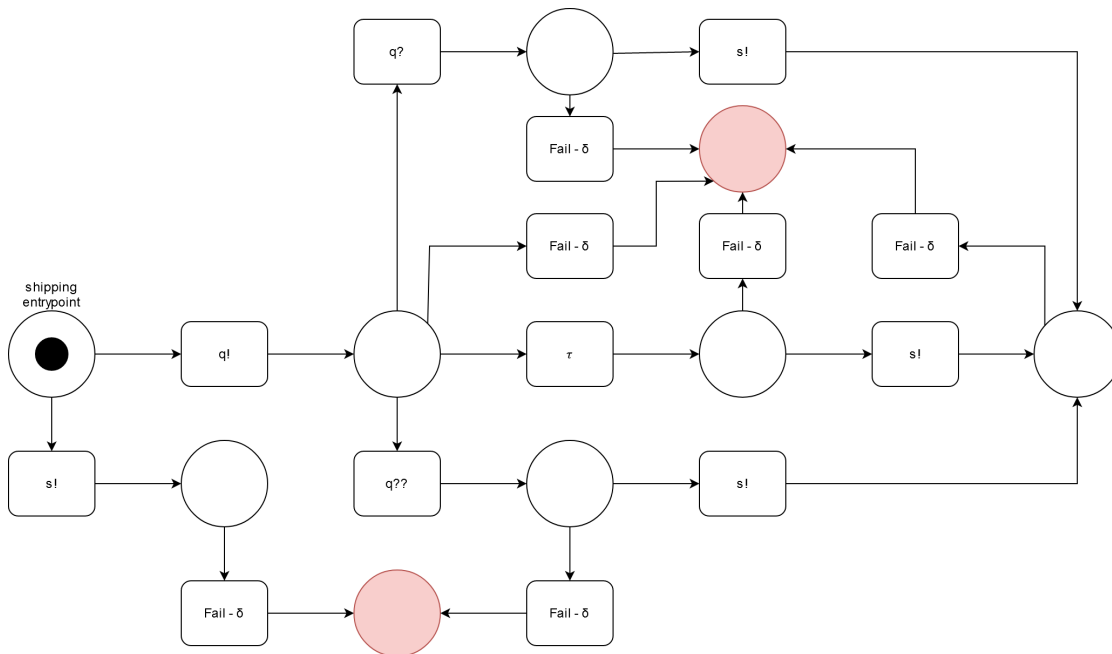 q?
s!
Fail - δ
Fail - δ
Fail - δ
Fail - δ
shipping
entrypoint
q!
τ
s!
s!
q??
s!
Fail - δ
Fail - δ